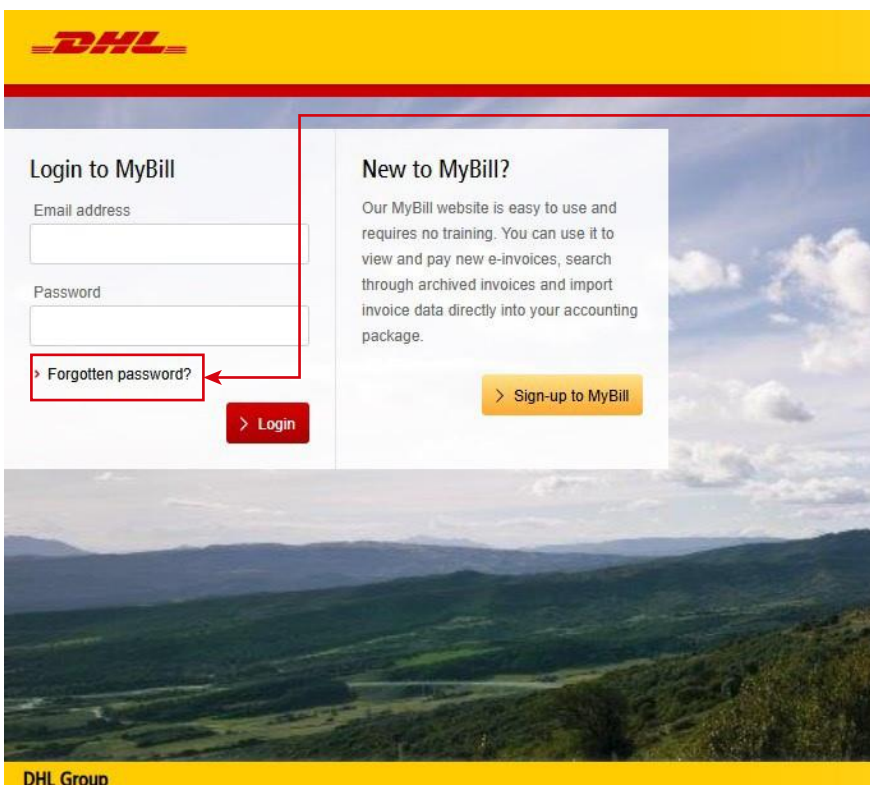 DHL
Login to MyBill
Email address
Password
Forgotten password?
Login
New to MyBill?
Our MyBill website is easy to use and
requires no training. You can use it to
view and pay new e-invoices, search
through archived invoices and import
invoice data directly into your accounting
package.
Sign-up to MyBill
DHL Group